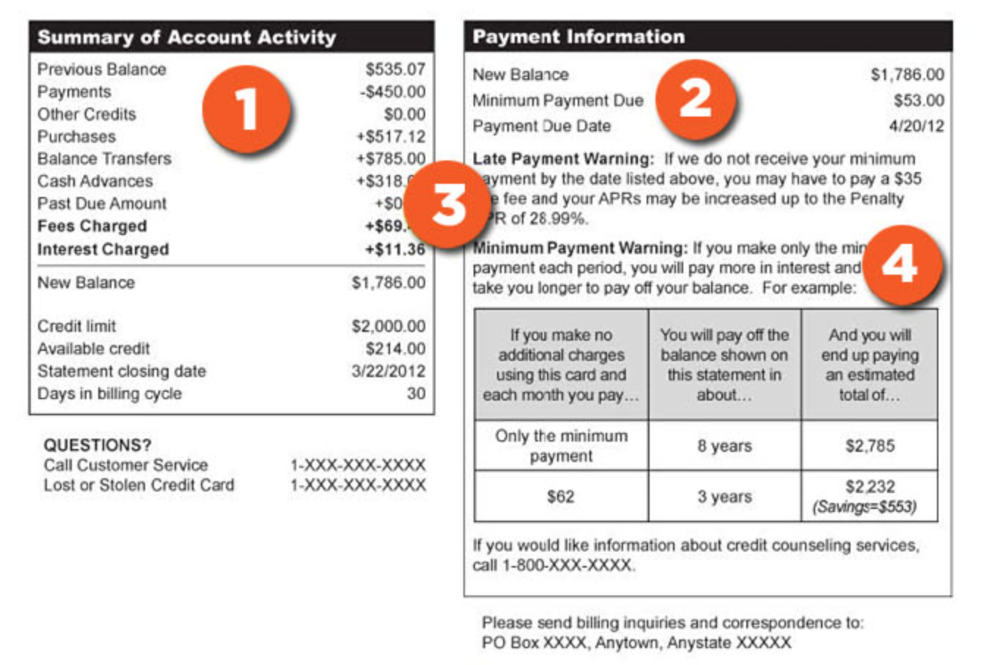 Summary of Account Activity
Previous Balance $535.07
Payments -$450.00
Other Credits $0.00
Purchases +$517.12
Balance Transfers +$785.00
Cash Advances +$318.
Past Due Amount +$0
Fees Charged +$69.
Interest Charged +$11.36
New Balance $1,786.00
Credit limit $2,000.00
Available credit $214.00
Statement closing date 3/22/2012
Days in billing cycle 30
1
QUESTIONS?
Call Customer Service 1-XXX-XXX-XXXX
Lost or Stolen Credit Card 1-XXX-XXX-XXXX
3
Payment Information
New Balance $1,786.00
Minimum Payment Due $53.00
Payment Due Date 4/20/12
2
Late Payment Warning: If we do not receive your minimum
ayment by the date listed above, you may have to pay a $35
e fee and your APRs may be increased up to the Penalty
PR of 28.99%.
Minimum Payment Warning: If you make only the min
payment each period, you will pay more in interest and
take you longer to pay off your balance. For example:
4
If you make no
additional charges
using this card and
each month you pay...
You will pay off the
balance shown on
this statement in
about...
And you will
end up paying
an estimated
total of...
Only the minimum
payment
8 years
$2,785
$62
3 years
$2,232
(Savings=$553)
If you would like information about credit counseling services,
call 1-800-XXX-XXXX.
Please send billing inquiries and correspondence to:
PO Box XXXX, Anytown, Anystate XXXXX